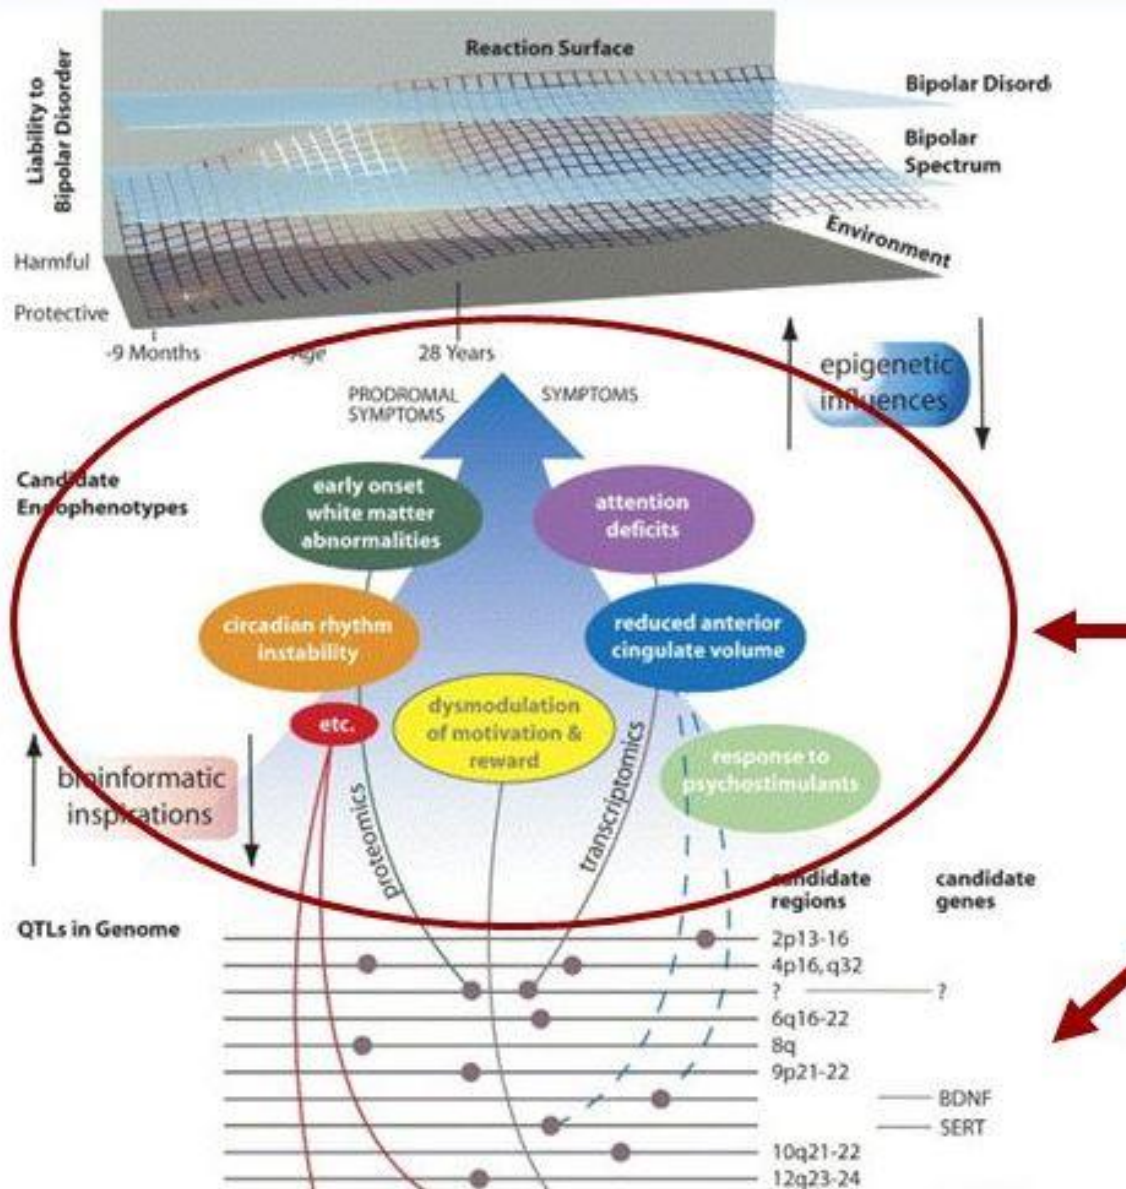 Reaction Surface
Liability to
Bipolar Disorder
Bipolar Disord
Bipolar
Spectrum
Environment
Harmful
Protective
-9 Months
Age
28 Years
PRODROMAL
SYMPTOMS
SYMPTOMS
epigenetic
influences
Candidate
Endophenotypes
early onset
white matter
abnormalities
attention
deficits
circadian rhythm
instability
reduced anterior
cingulate volume
etc.
dysmodulation
of motivation &
reward
response to
psychostimulants
bioinformatic
inspirations
proteomics
transcriptomics
candidate
regions
candidate
genes
QTLs in Genome
2p13-16
4p16, q32
? ?
6q16-22
8q
9p21-22
BDNF
SERT
10q21-22
12q23-24